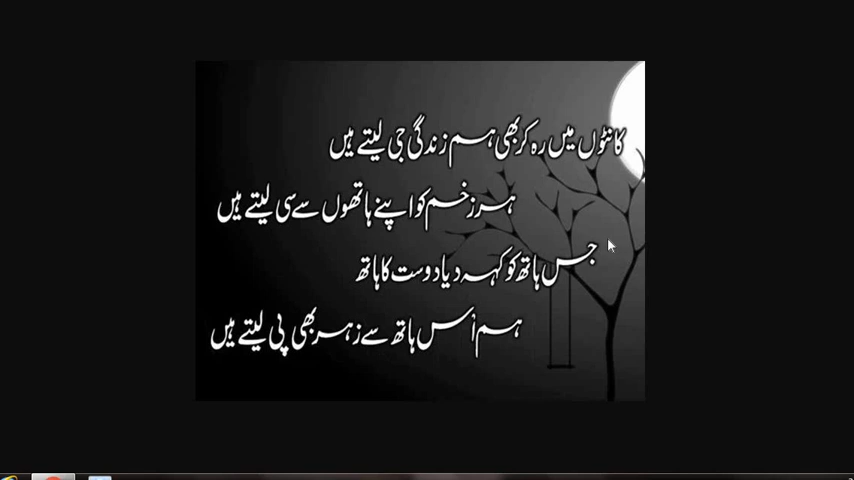 کانٹوں میں رہ کر بھی ہم زندگی جی لیتے ہیں
ہر زخم کو اپنے ہاتھوں سے سی لیتے ہیں
جس ہاتھ کو کہہ دیا دوست کا ہاتھ
ہم اُس ہاتھ سے زہر بھی پی لیتے ہیں